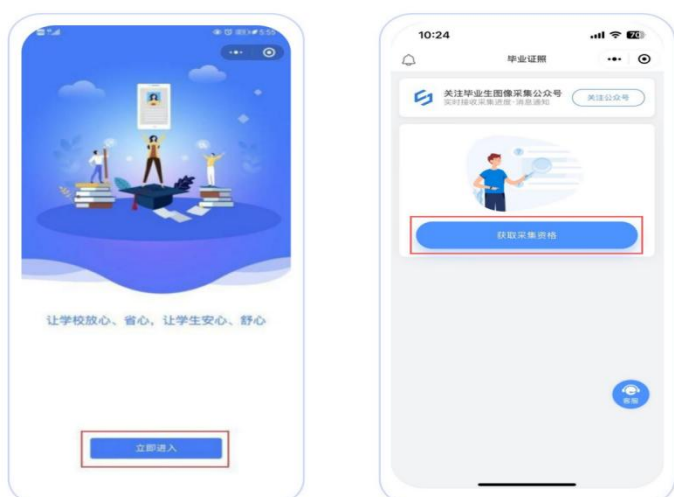 5:55
让学校放心、省心，让学生安心、舒心
立即进入
10:24
70
毕业证照
关注毕业生图像采集公众号
实时接收采集进度·消息通知
关注公众号
获取采集资格
客服